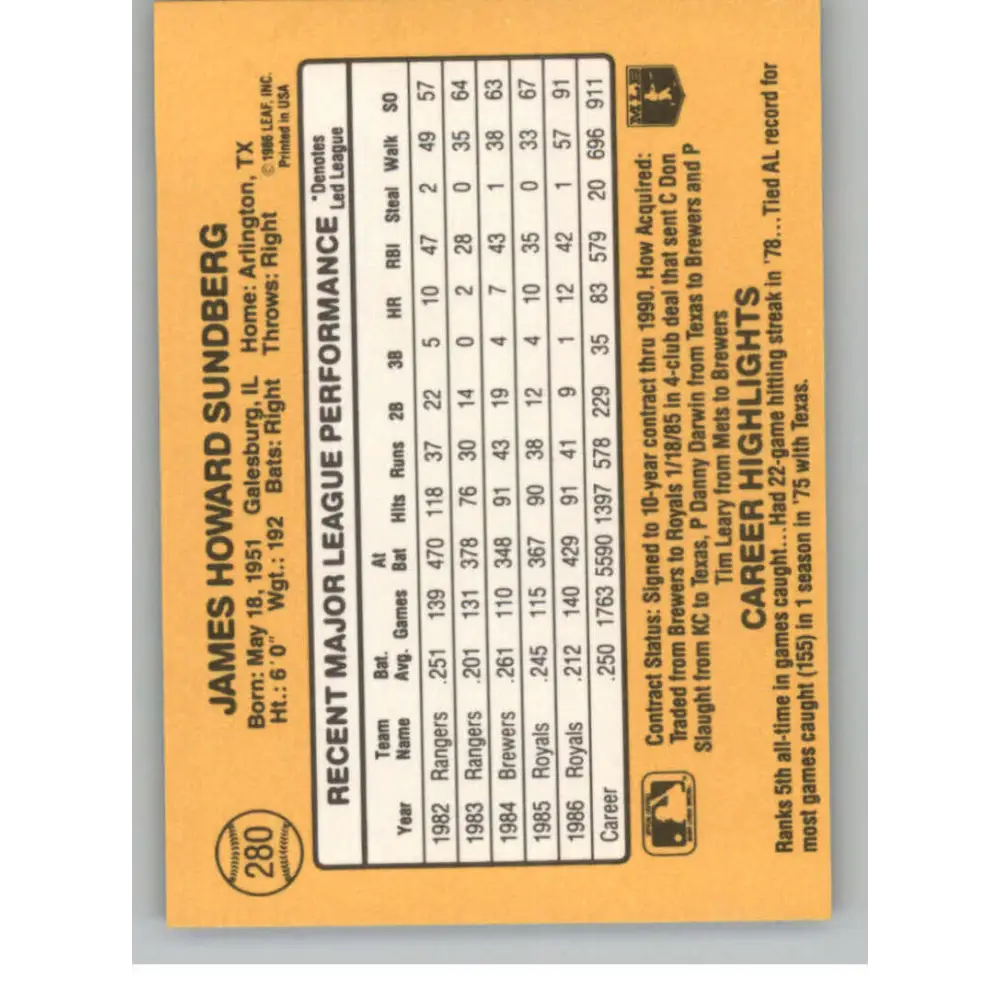 280
JAMES HOWARD SUNDBERG
Born: May 18, 1951 Galesburg, IL Home: Arlington, TX
Ht.: 6'0" Wgt.: 192 Bats: Right Throws: Right
© 1986 LEAF, INC.
Printed in USA
RECENT MAJOR LEAGUE PERFORMANCE *Denotes Led League
Year Team Name Bat. Avg. Games At Bat Hits Runs 2B 3B HR RBI Steal Walk SO
1982 Rangers .251 139 470 118 37 22 5 10 47 2 49 57
1983 Rangers .201 131 378 76 30 14 0 2 28 0 35 64
1984 Brewers .261 110 348 91 43 19 4 7 43 1 38 63
1985 Royals .245 115 367 90 38 12 4 10 35 0 33 67
1986 Royals .212 140 429 91 41 9 1 12 42 1 57 91
Career .250 1763 5590 1397 578 229 35 83 579 20 696 911
Contract Status: Signed to 10-year contract thru 1990. How Acquired:
Traded from Brewers to Royals 1/18/85 in 4-club deal that sent C Don
Slaught from KC to Texas, P Danny Darwin from Texas to Brewers and P
Tim Leary from Mets to Brewers
CAREER HIGHLIGHTS
Ranks 5th all-time in games caught...Had 22-game hitting streak in '78...Tied AL record for
most games caught (155) in 1 season in '75 with Texas.